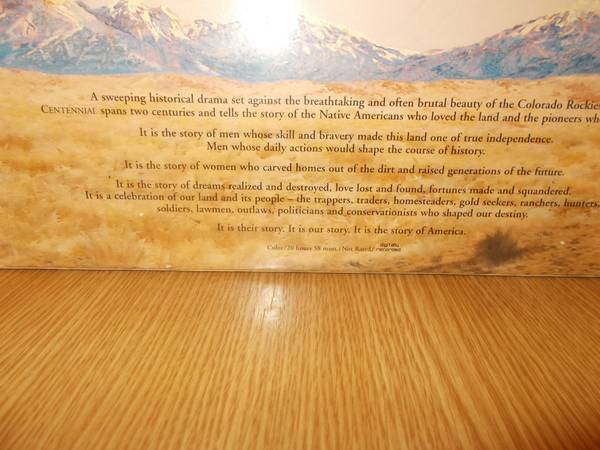 A sweeping historical drama set against the breathtaking and often brutal beauty of the Colorado Rockies
CENTENNIAL spans two centuries and tells the story of the Native Americans who loved the land and the pioneers
It is the story of men whose skill and bravery made this land one of true independence.
Men whose daily actions would shape the course of history.
It is the story of women who carved homes out of the dirt and raised generations of the future.
It is the story of dreams realized and destroyed, love lost and found, fortunes made and squandered.
It is a celebration of our land and its people – the trappers, traders, homesteaders, gold seekers, ranchers, hunters,
soldiers, lawmen, outlaws, politicians and conservationists who shaped our destiny.
It is their story. It is our story. It is the story of America.
Color/20 hours 58 min./Not Rated/ digitally recorded